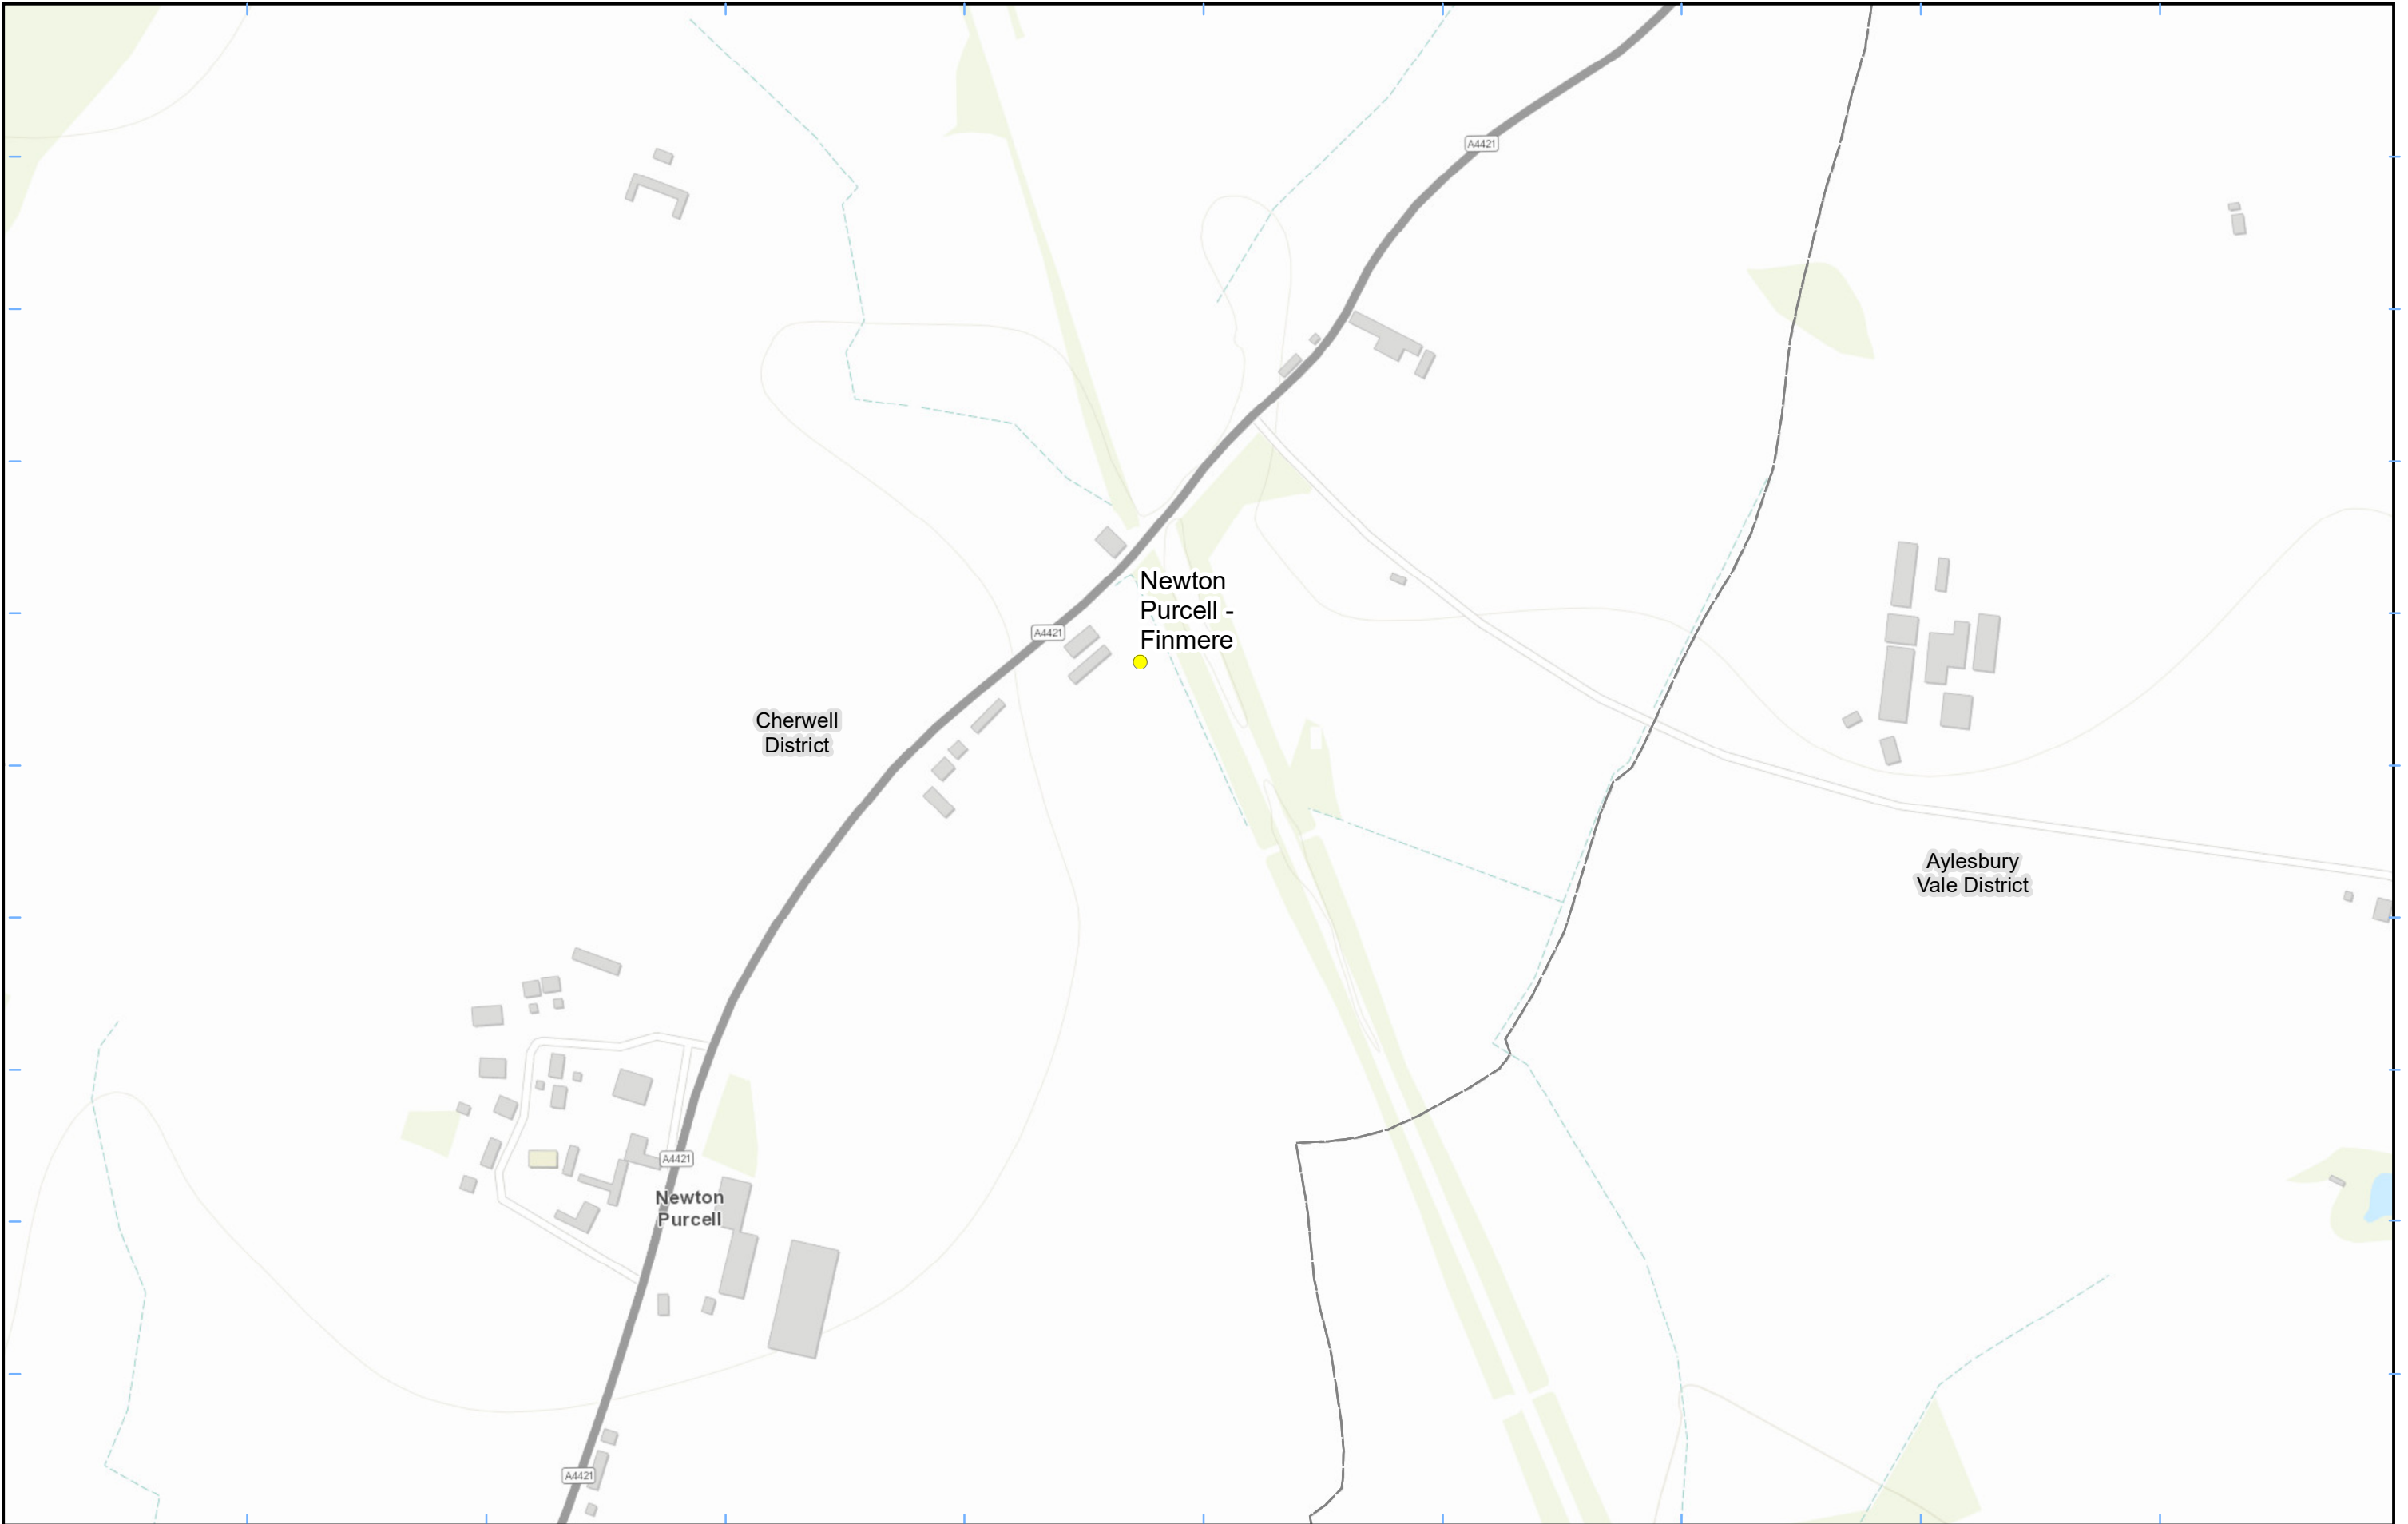 A4421
Newton
Purcell -
Finmere
A4421
Cherwell
District
Aylesbury
Vale District
A4421
Newton
Purcell
A4421